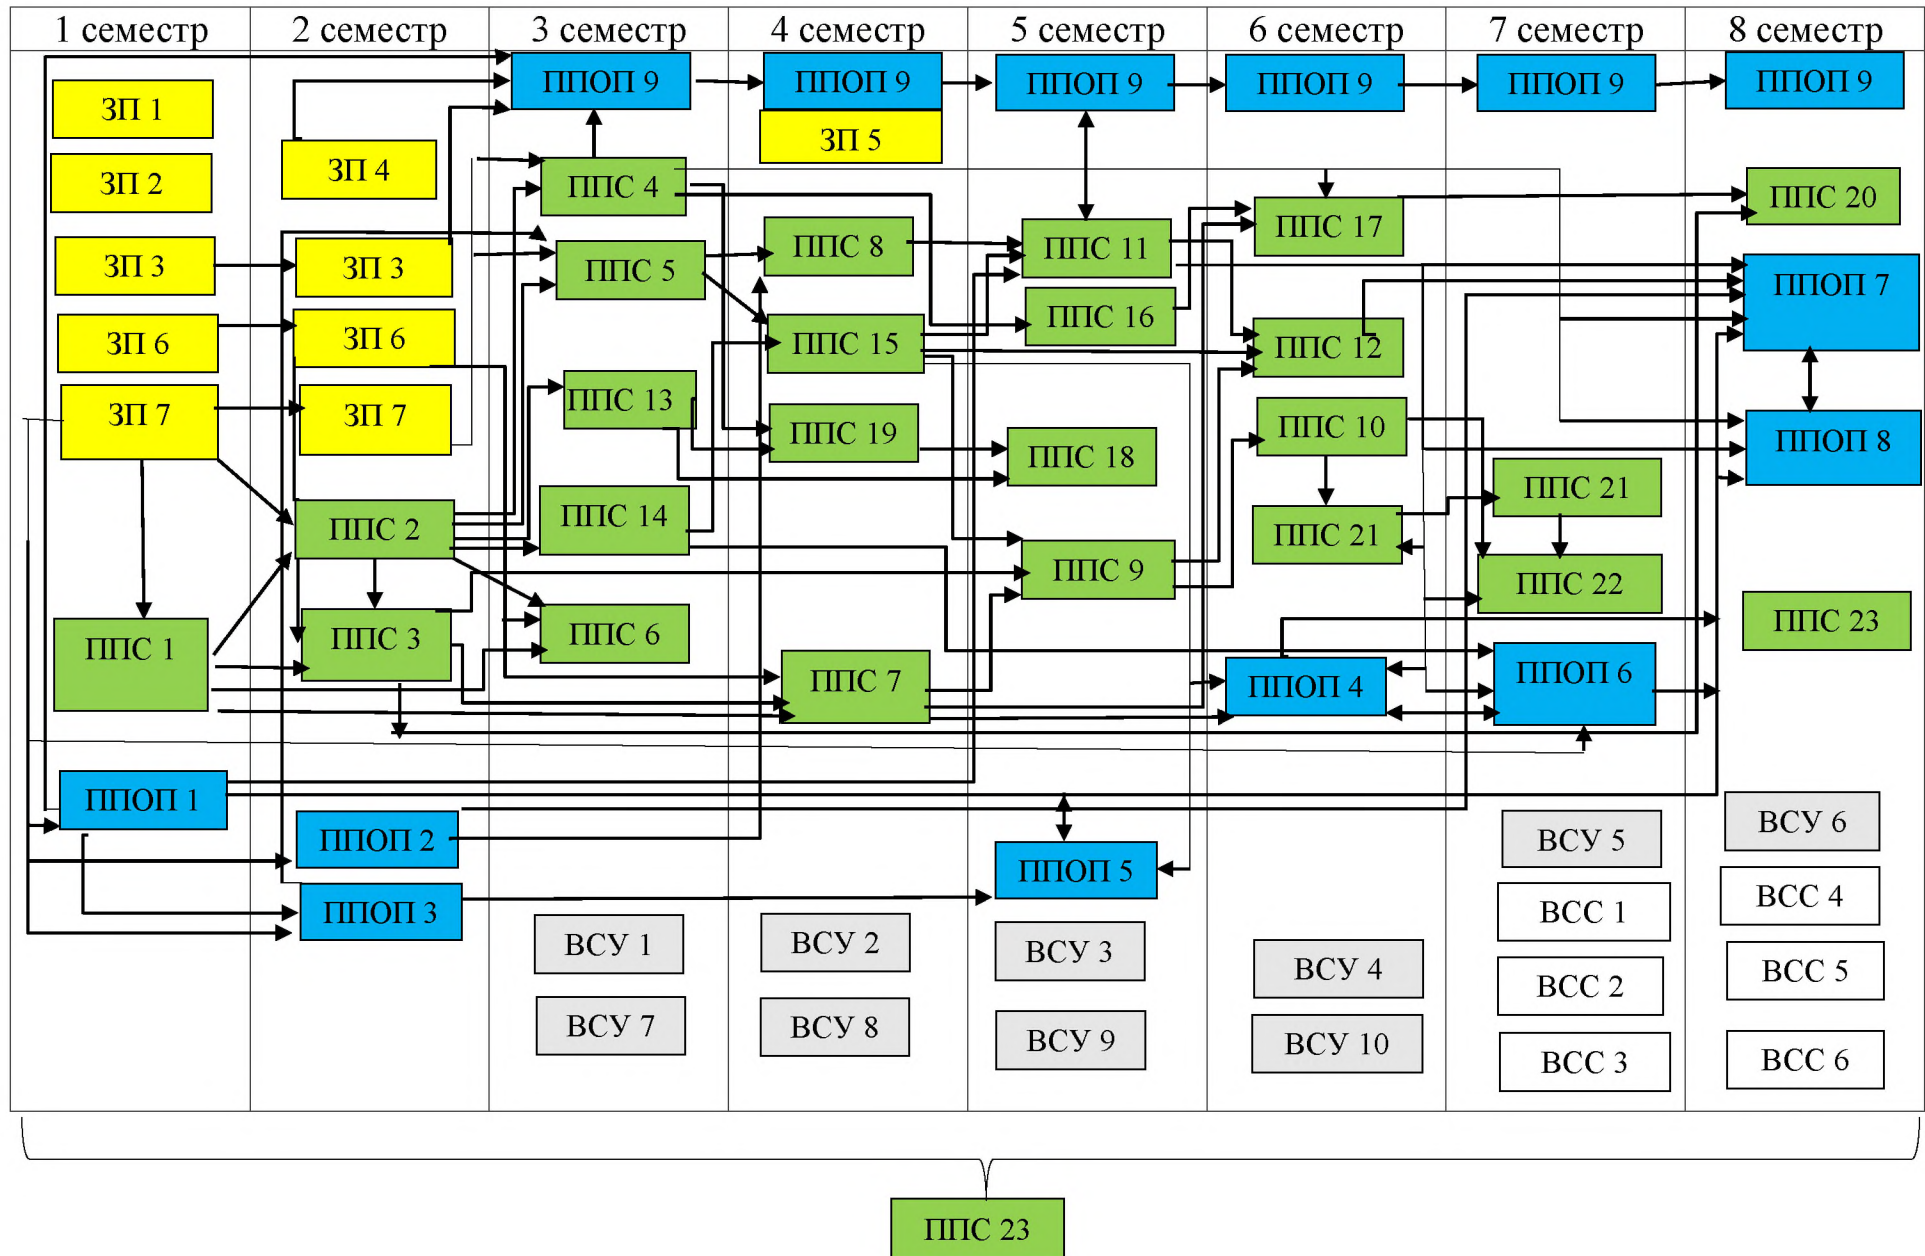 1 семестр
2 семестр
3 семестр
4 семестр
5 семестр
6 семестр
7 семестр
8 семестр
ЗП 1
ЗП 2
ЗП 3
ЗП 6
ЗП 7
ППС 1
ППОП 1
ЗП 4
ЗП 3
ЗП 6
ЗП 7
ППС 2
ППС 3
ППОП 2
ППОП 3
ППОП 9
ППС 4
ППС 5
ППС 13
ППС 14
ППС 6
ВСУ 1
ВСУ 7
ППОП 9
ЗП 5
ППС 8
ППС 15
ППС 19
ППС 7
ВСУ 2
ВСУ 8
ППОП 9
ППС 11
ППС 16
ППС 18
ППС 9
ППОП 5
ВСУ 3
ВСУ 9
ППОП 9
ППС 17
ППС 12
ППС 10
ППС 21
ППОП 4
ВСУ 4
ВСУ 10
ППОП 9
ППС 21
ППС 22
ППОП 6
ВСУ 5
ВСС 1
ВСС 2
ВСС 3
ППОП 9
ППС 20
ППОП 7
ППОП 8
ППС 23
ВСУ 6
ВСС 4
ВСС 5
ВСС 6
ППС 23